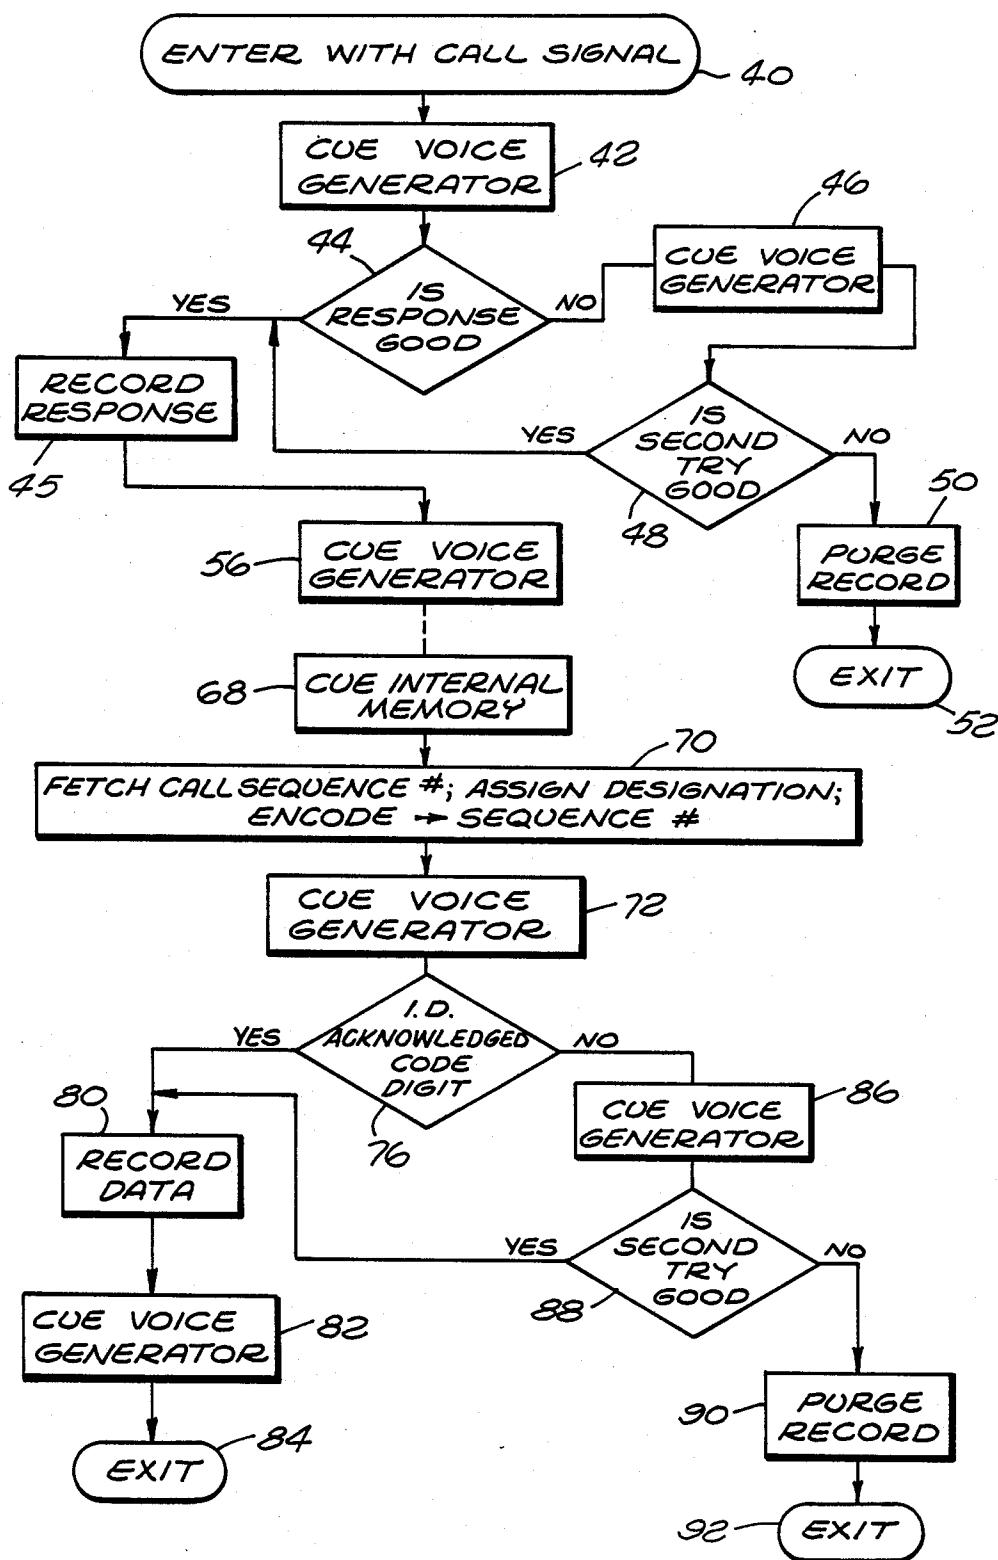 ENTER WITH CALL SIGNAL
40
CUE VOICE
GENERATOR
42
46
CUE VOICE
GENERATOR
44
IS
RESPONSE
GOOD
YES
NO
RECORD
RESPONSE
45
IS
SECOND
TRY
GOOD
YES
NO
48
50
PURGE
RECORD
EXIT
52
56
CUE VOICE
GENERATOR
68
CUE INTERNAL
MEMORY
70
FETCH CALL SEQUENCE #; ASSIGN DESIGNATION;
ENCODE → SEQUENCE #
CUE VOICE
GENERATOR
72
I.D.
ACKNOWLEDGED
CODE
DIGIT
YES
NO
76
80
RECORD
DATA
CUE VOICE
GENERATOR
86
IS
SECOND
TRY
GOOD
YES
NO
88
CUE VOICE
GENERATOR
82
EXIT
84
90
PURGE
RECORD
92
EXIT